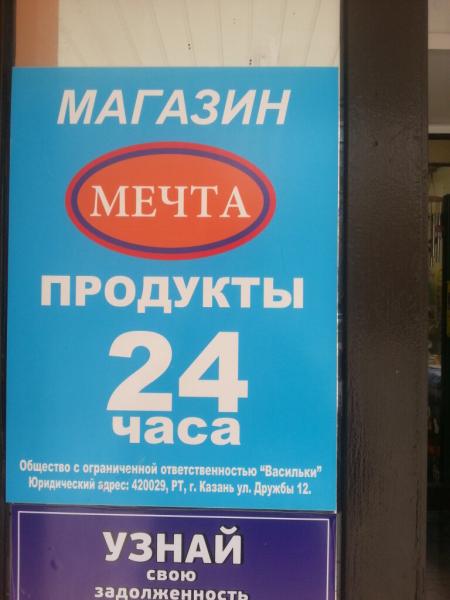 МАГАЗИН
МЕЧТА
ПРОДУКТЫ
24
часа
Общество с ограниченной ответственностью "Васильки"
Юридический адрес: 420029, РТ, г. Казань ул. Дружбы 12.
УЗНАЙ
свою
задолженность